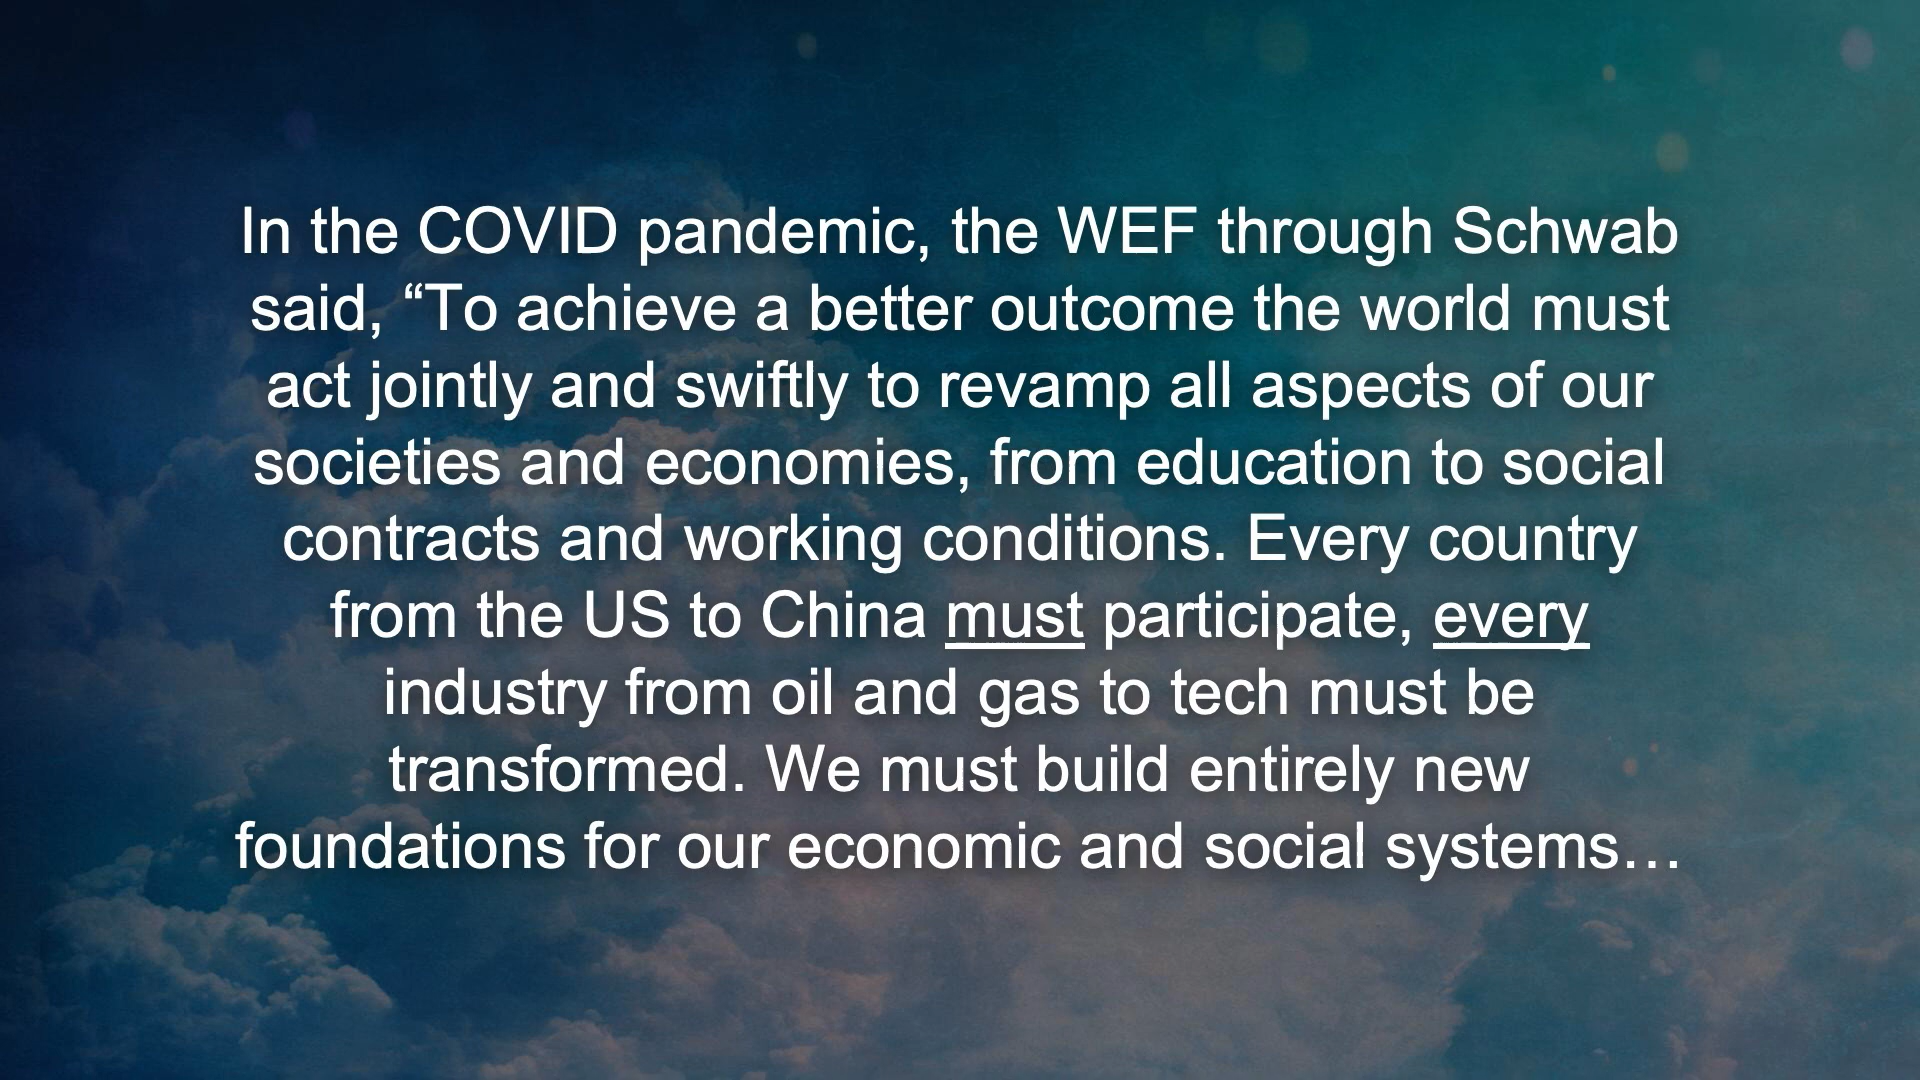 In the COVID pandemic, the WEF through Schwab
said, “To achieve a better outcome the world must
act jointly and swiftly to revamp all aspects of our
societies and economies, from education to social
contracts and working conditions. Every country
from the US to China must participate, every
industry from oil and gas to tech must be
transformed. We must build entirely new
foundations for our economic and social systems…